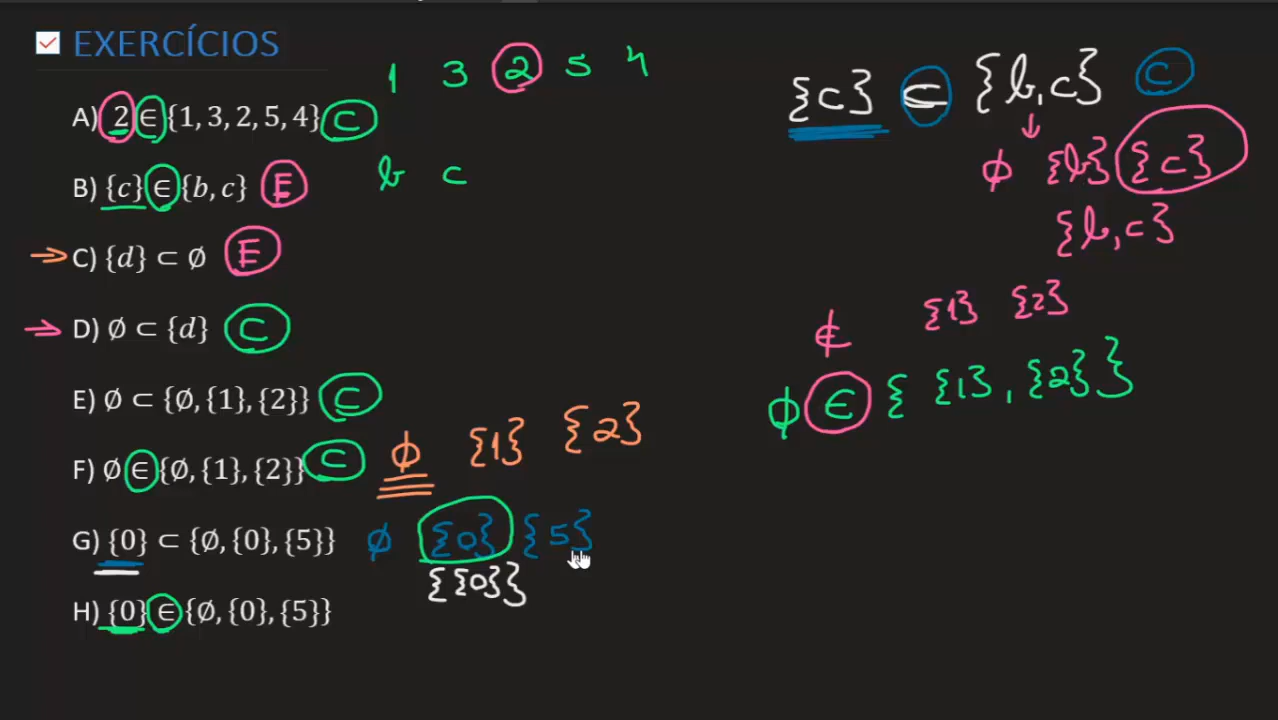 EXERCÍCIOS
1 3 2 5 4
{c} ⊂ {b,c} C
A) 2 ∈ {1, 3, 2, 5, 4} C
∅ {b} {c}
B) {c} ∈ {b, c} E b c
{b,c}
C) {d} ⊂ ∅ E
D) ∅ ⊂ {d} C
∉ {1} {2}
E) ∅ ⊂ {∅, {1}, {2}} C
∅ ∈ { {1}, {2} }
F) ∅ ∈ {∅, {1}, {2}} C ∅ {1} {2}
G) {0} ⊂ {∅, {0}, {5}} ∅ {0} {5}
{{0}}
H) {0} ∈ {∅, {0}, {5}}